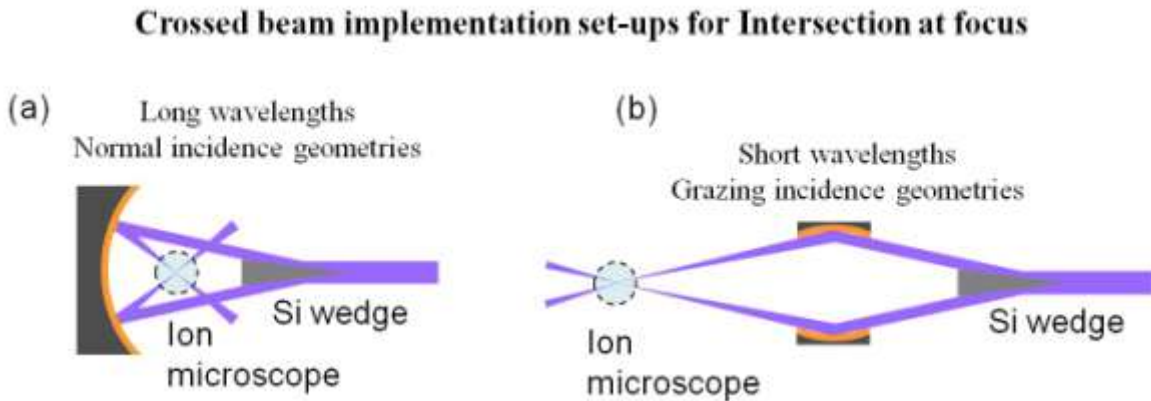 Crossed beam implementation set-ups for Intersection at focus
(a)
Long wavelengths
Normal incidence geometries
Ion
microscope
Si wedge
(b)
Short wavelengths
Grazing incidence geometries
Ion
microscope
Si wedge